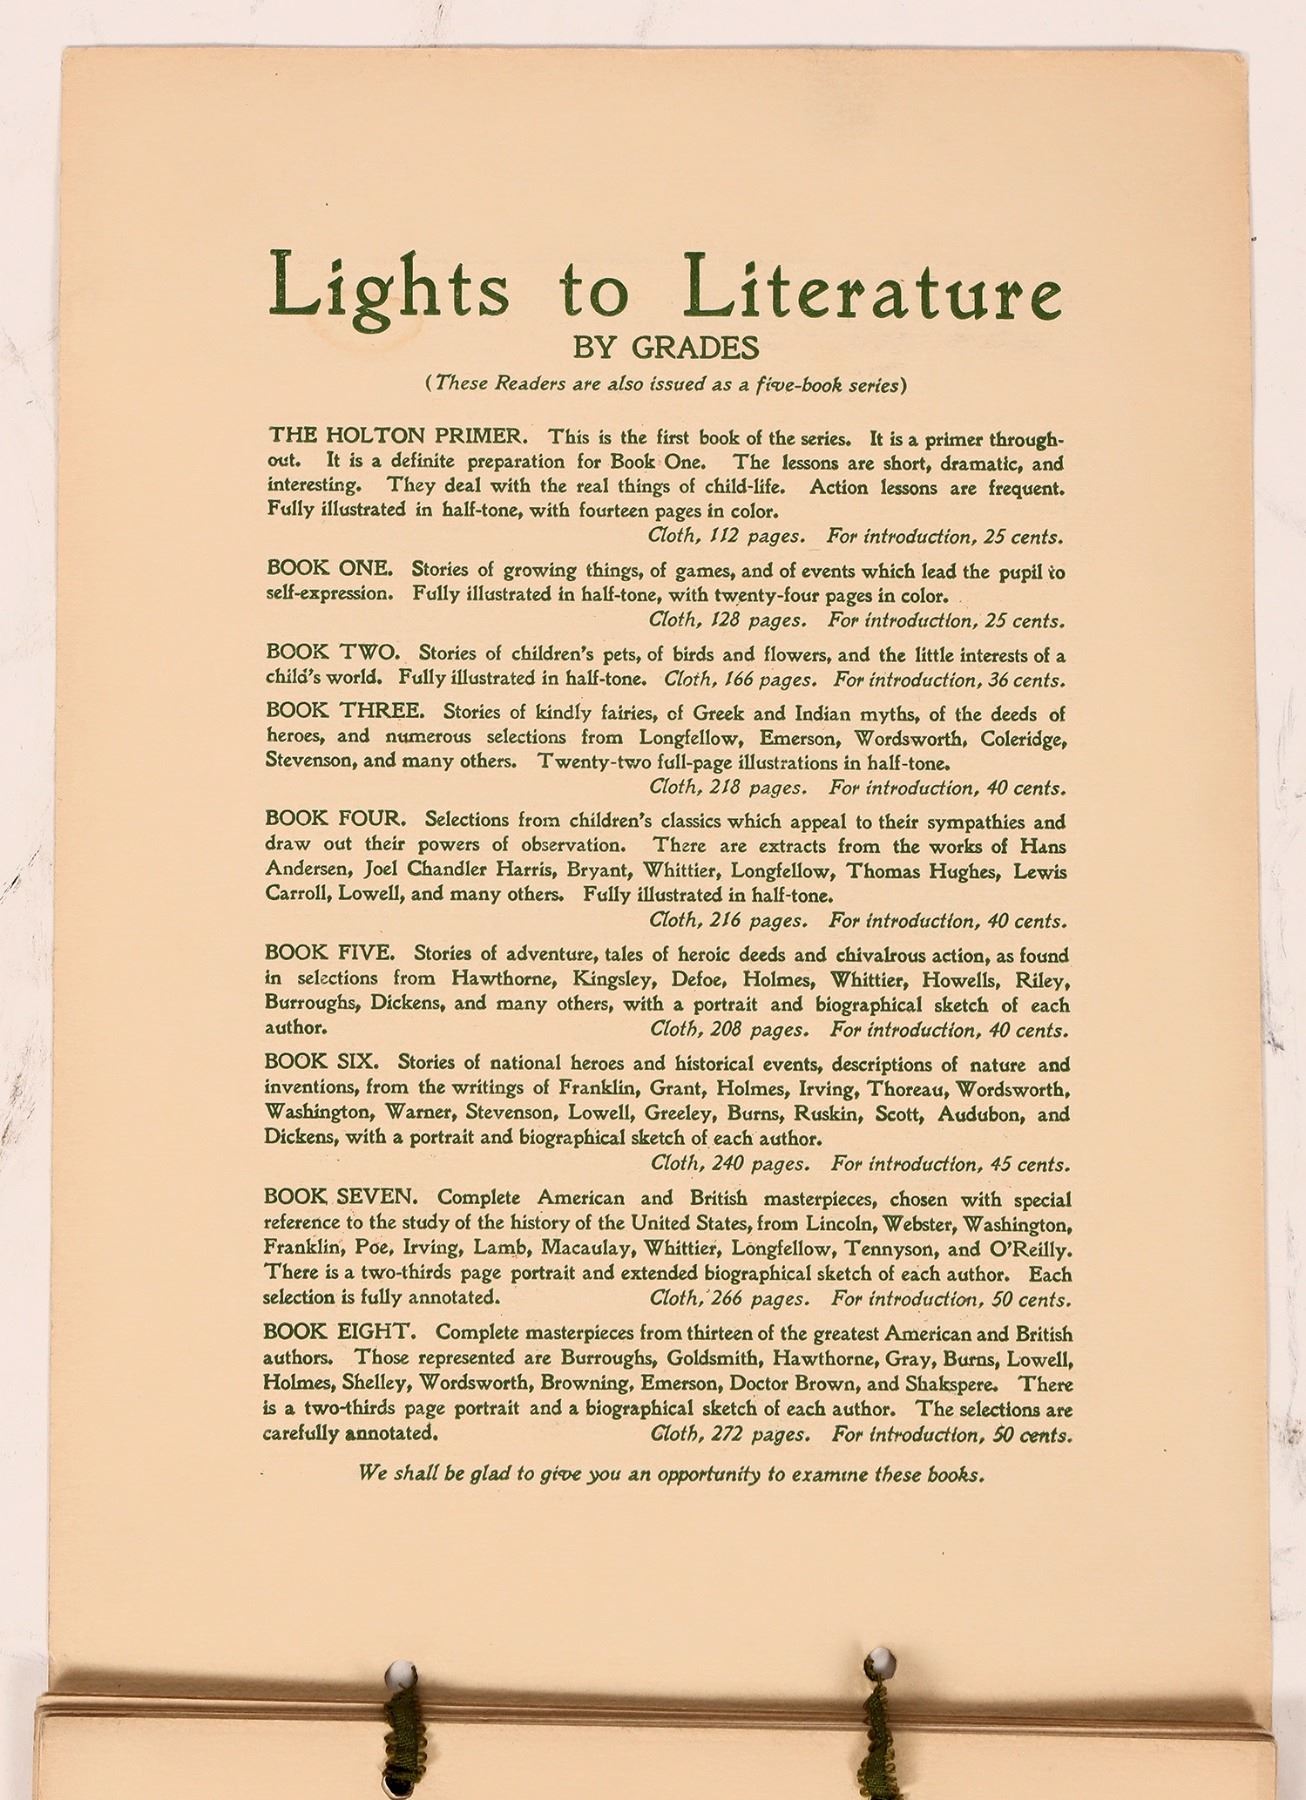 Lights to Literature
BY GRADES
(These Readers are also issued as a five-book series)
THE HOLTON PRIMER. This is the first book of the series. It is a primer through-
out. It is a definite preparation for Book One. The lessons are short, dramatic, and
interesting. They deal with the real things of child-life. Action lessons are frequent.
Fully illustrated in half-tone, with fourteen pages in color.
Cloth, 112 pages. For introduction, 25 cents.
BOOK ONE. Stories of growing things, of games, and of events which lead the pupil to
self-expression. Fully illustrated in half-tone, with twenty-four pages in color.
Cloth, 128 pages. For introduction, 25 cents.
BOOK TWO. Stories of children's pets, of birds and flowers, and the little interests of a
child's world. Fully illustrated in half-tone. Cloth, 166 pages. For introduction, 36 cents.
BOOK THREE. Stories of kindly fairies, of Greek and Indian myths, of the deeds of
heroes, and numerous selections from Longfellow, Emerson, Wordsworth, Coleridge,
Stevenson, and many others. Twenty-two full-page illustrations in half-tone.
Cloth, 218 pages. For introduction, 40 cents.
BOOK FOUR. Selections from children's classics which appeal to their sympathies and
draw out their powers of observation. There are extracts from the works of Hans
Andersen, Joel Chandler Harris, Bryant, Whittier, Longfellow, Thomas Hughes, Lewis
Carroll, Lowell, and many others. Fully illustrated in half-tone.
Cloth, 216 pages. For introduction, 40 cents.
BOOK FIVE. Stories of adventure, tales of heroic deeds and chivalrous action, as found
in selections from Hawthorne, Kingsley, Defoe, Holmes, Whittier, Howells, Riley,
Burroughs, Dickens, and many others, with a portrait and biographical sketch of each
author. Cloth, 208 pages. For introduction, 40 cents.
BOOK SIX. Stories of national heroes and historical events, descriptions of nature and
inventions, from the writings of Franklin, Grant, Holmes, Irving, Thoreau, Wordsworth,
Washington, Warner, Stevenson, Lowell, Greeley, Burns, Ruskin, Scott, Audubon, and
Dickens, with a portrait and biographical sketch of each author.
Cloth, 240 pages. For introduction, 45 cents.
BOOK SEVEN. Complete American and British masterpieces, chosen with special
reference to the study of the history of the United States, from Lincoln, Webster, Washington,
Franklin, Poe, Irving, Lamb, Macaulay, Whittier, Longfellow, Tennyson, and O'Reilly.
There is a two-thirds page portrait and extended biographical sketch of each author. Each
selection is fully annotated. Cloth, 266 pages. For introduction, 50 cents.
BOOK EIGHT. Complete masterpieces from thirteen of the greatest American and British
authors. Those represented are Burroughs, Goldsmith, Hawthorne, Gray, Burns, Lowell,
Holmes, Shelley, Wordsworth, Browning, Emerson, Doctor Brown, and Shakspere. There
is a two-thirds page portrait and a biographical sketch of each author. The selections are
carefully annotated. Cloth, 272 pages. For introduction, 50 cents.
We shall be glad to give you an opportunity to examine these books.